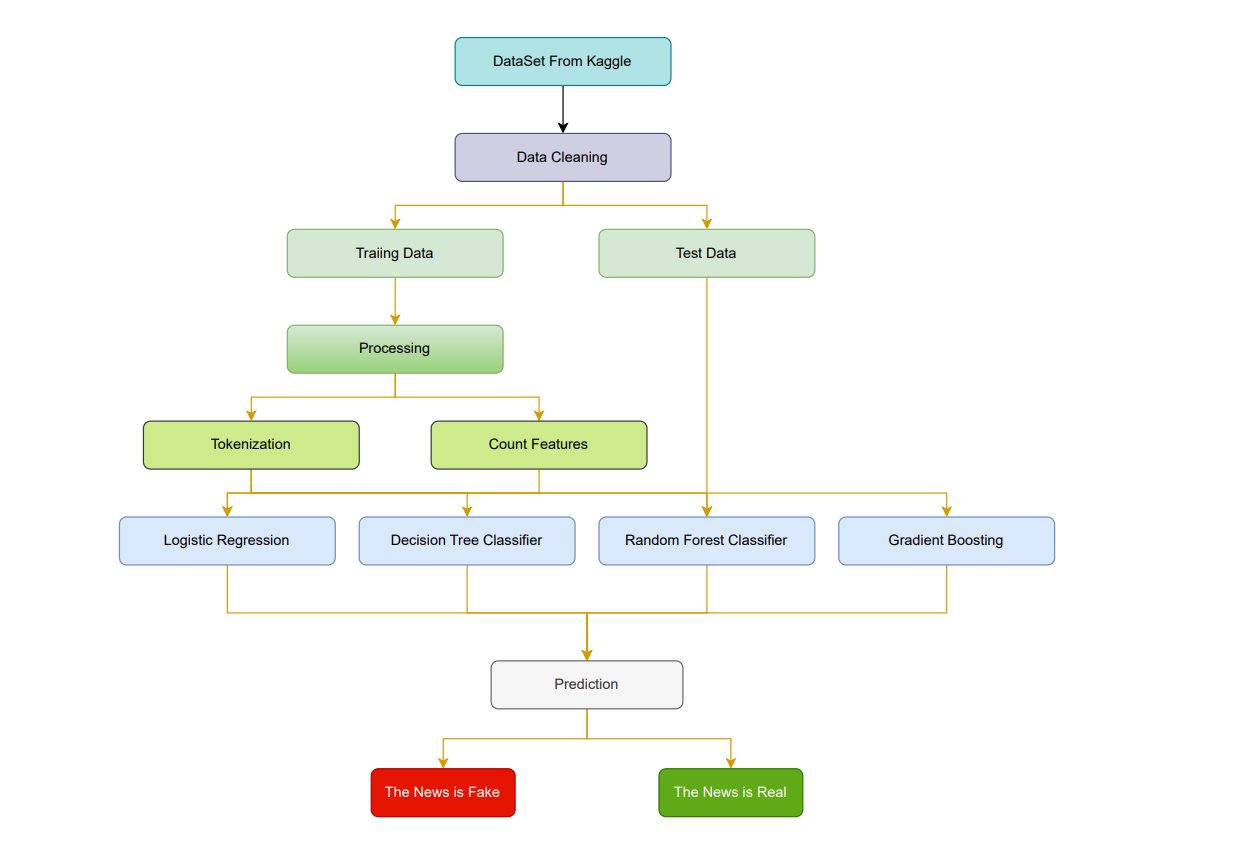 DataSet From Kaggle
Data Cleaning
Traiing Data
Test Data
Processing
Tokenization
Count Features
Logistic Regression
Decision Tree Classifier
Random Forest Classifier
Gradient Boosting
Prediction
The News is Fake
The News is Real